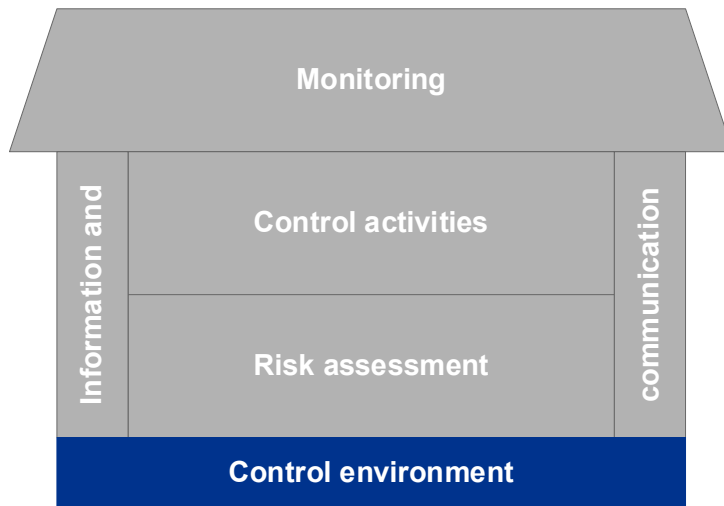 Monitoring
Information and
Control activities
communication
Risk assessment
Control environment